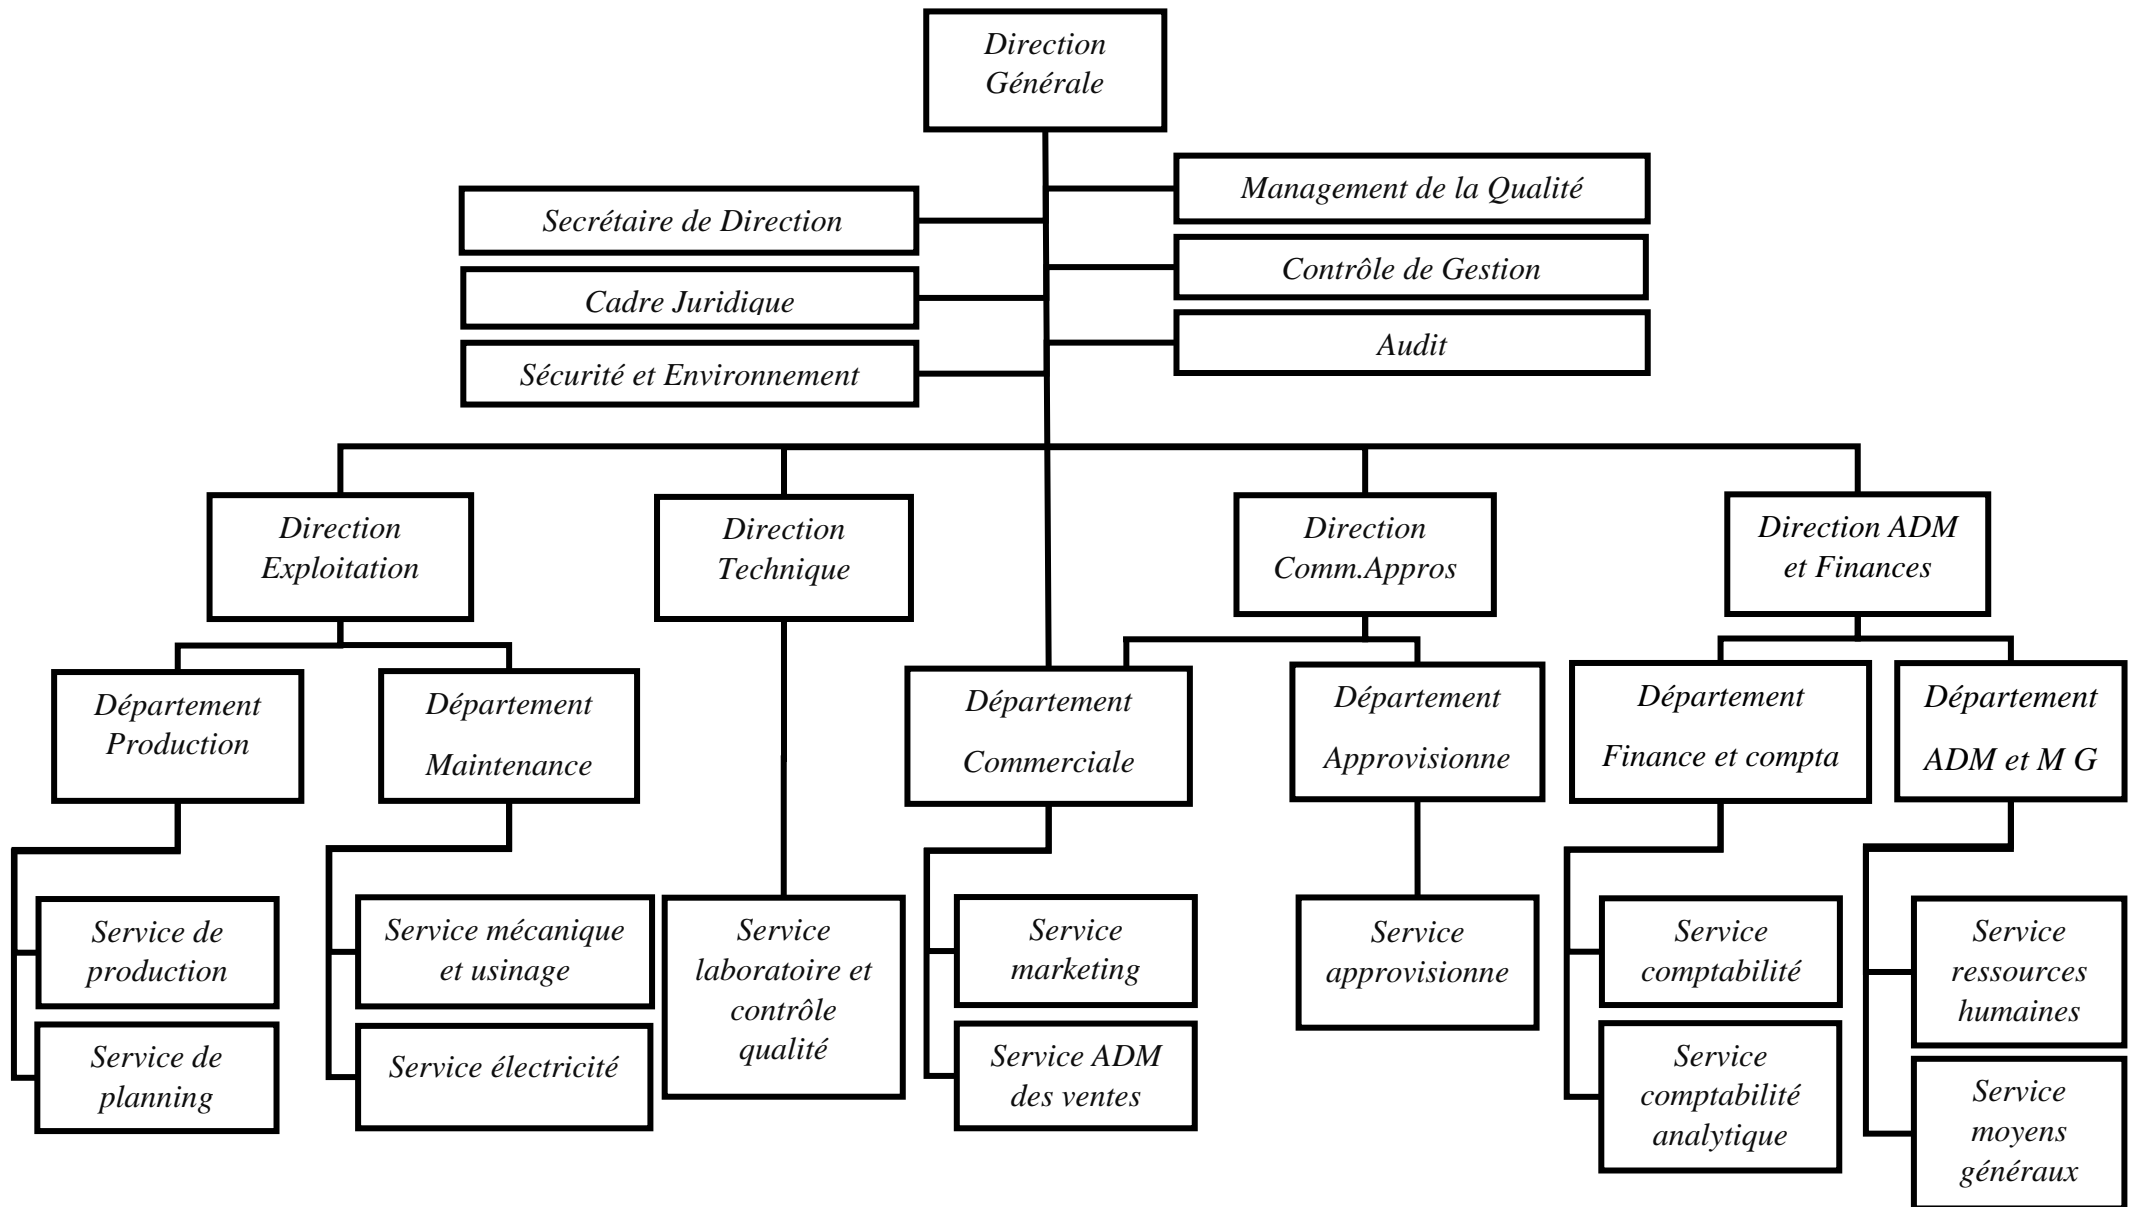 Direction
Générale
Management de la Qualité
Secrétaire de Direction
Contrôle de Gestion
Cadre Juridique
Audit
Sécurité et Environnement
Direction
Exploitation
Direction
Technique
Direction
Comm.Appros
Direction ADM
et Finances
Département
Production
Département
Maintenance
Département
Commerciale
Département
Approvisionne
Département
Finance et compta
Département
ADM et M G
Service de
production
Service mécanique
et usinage
Service
laboratoire et
contrôle
qualité
Service
marketing
Service
approvisionne
Service
comptabilité
Service
ressources
humaines
Service de
planning
Service électricité
Service ADM
des ventes
Service
comptabilité
analytique
Service
moyens
généraux